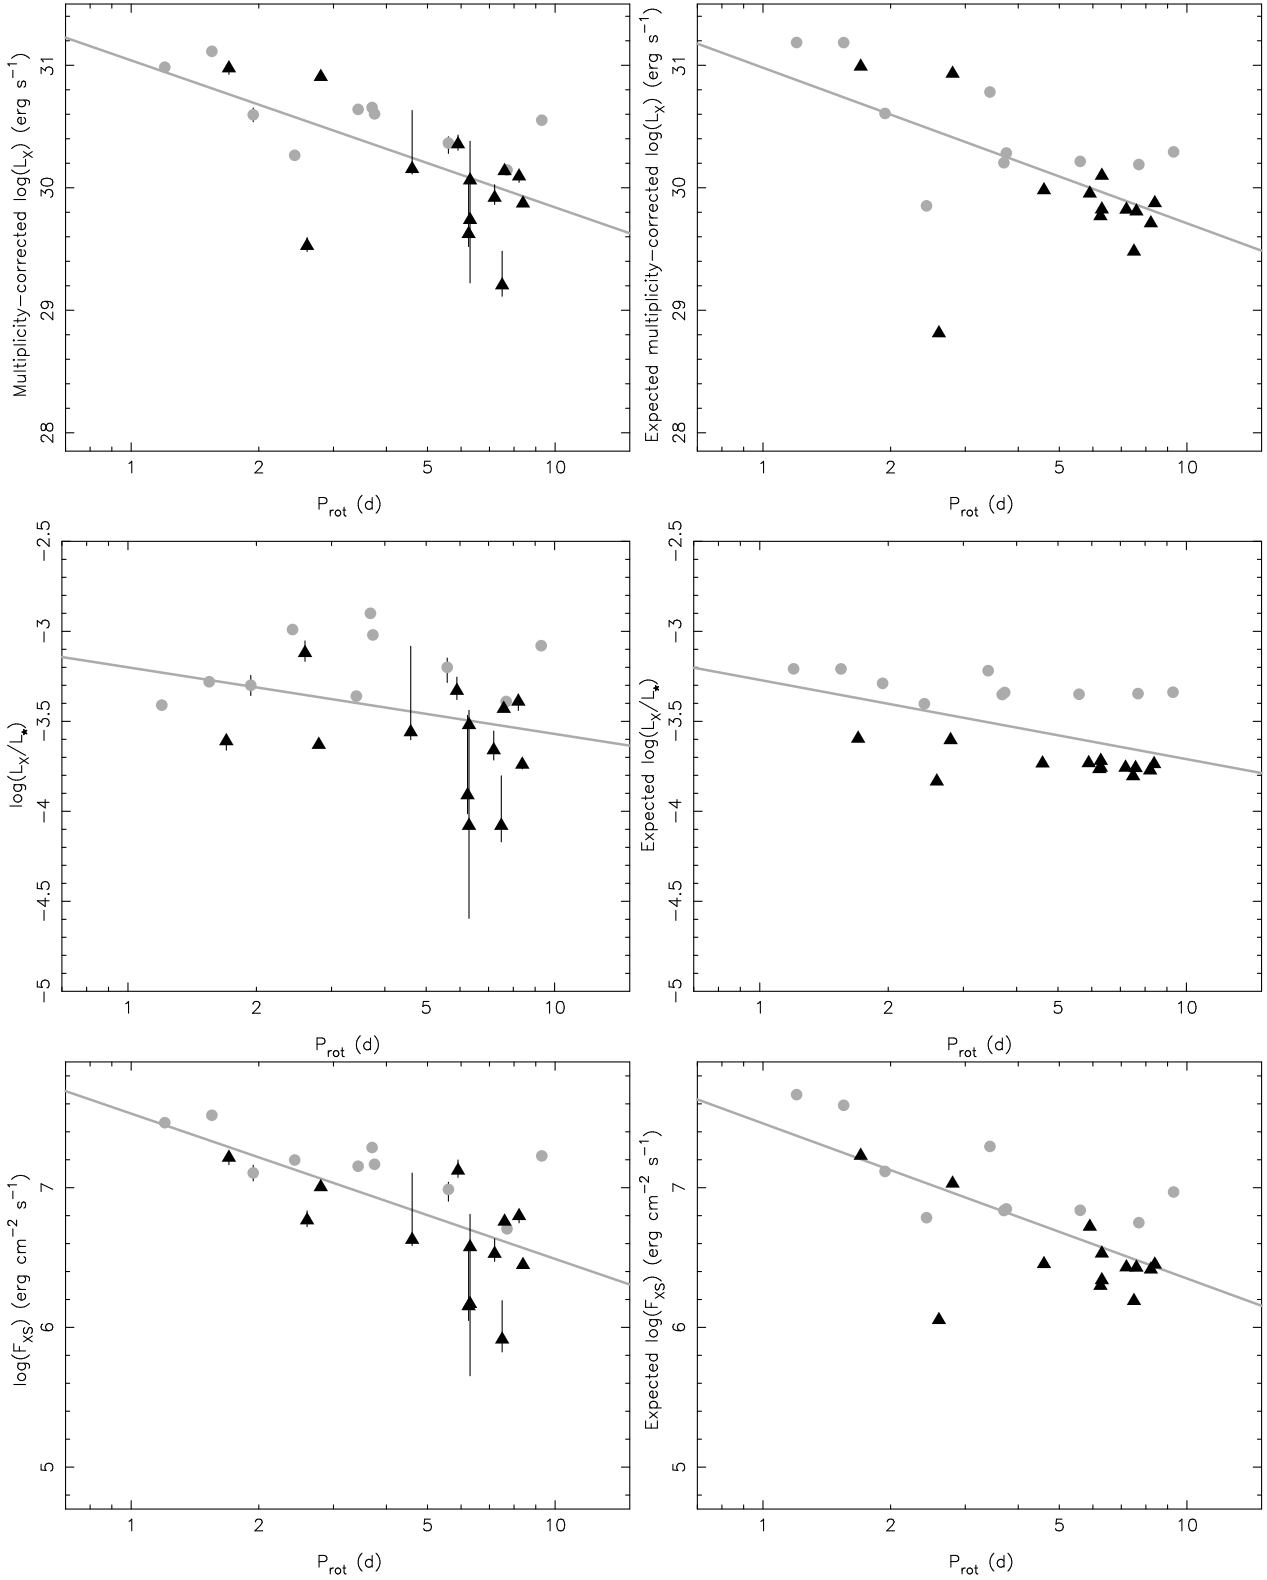 Multiplicity−corrected log(L_X) (erg s⁻¹)
31
30
29
28
1 2 5 10
P_rot (d)
Expected multiplicity−corrected log(L_X) (erg s⁻¹)
31
30
29
28
1 2 5 10
P_rot (d)
log(L_X/L_★)
−2.5
−3
−3.5
−4
−4.5
−5
1 2 5 10
P_rot (d)
Expected log(L_X/L_★)
−2.5
−3
−3.5
−4
−4.5
−5
1 2 5 10
P_rot (d)
log(F_XS) (erg cm⁻² s⁻¹)
7
6
5
1 2 5 10
P_rot (d)
Expected log(F_XS) (erg cm⁻² s⁻¹)
7
6
5
1 2 5 10
P_rot (d)